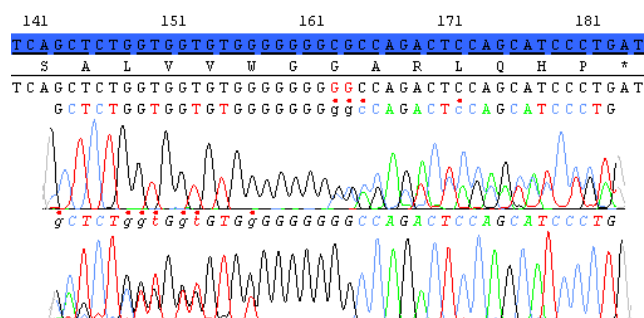 141 151 161 171 181
TCAGCTCTGGTGGTGTGGGGGGGCGCCAGACTCCAGCATCCCTGAT
S A L V V W G G A R L Q H P *
TCAGCTCTGGTGGTGTGGGGGGGGGCCAGACTCCAGCATCCCTGAT
GCTCTGGTGGTGTGGGGGGGggcCAGACTcCAGCATCCCTG
gCTCTggtGgtGTGgGGGGGGGCCAGACTCCAGCATCCCTG